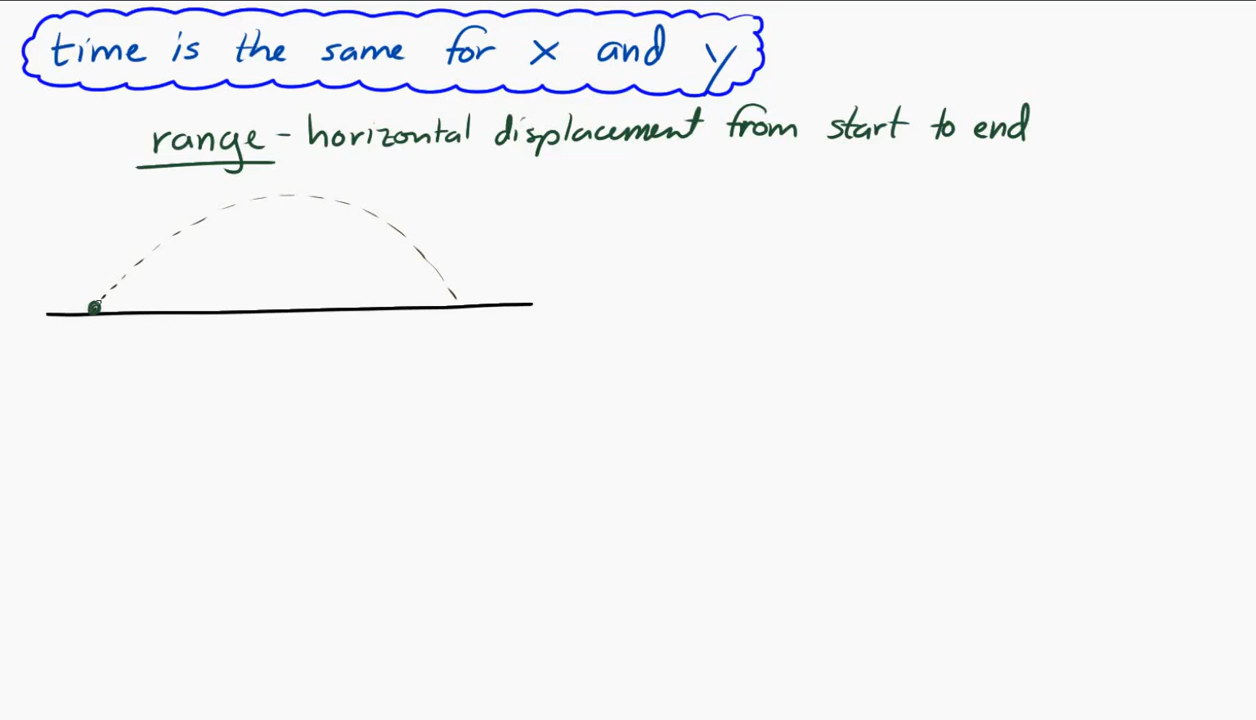 time is the same for x and y
range - horizontal displacement from start to end